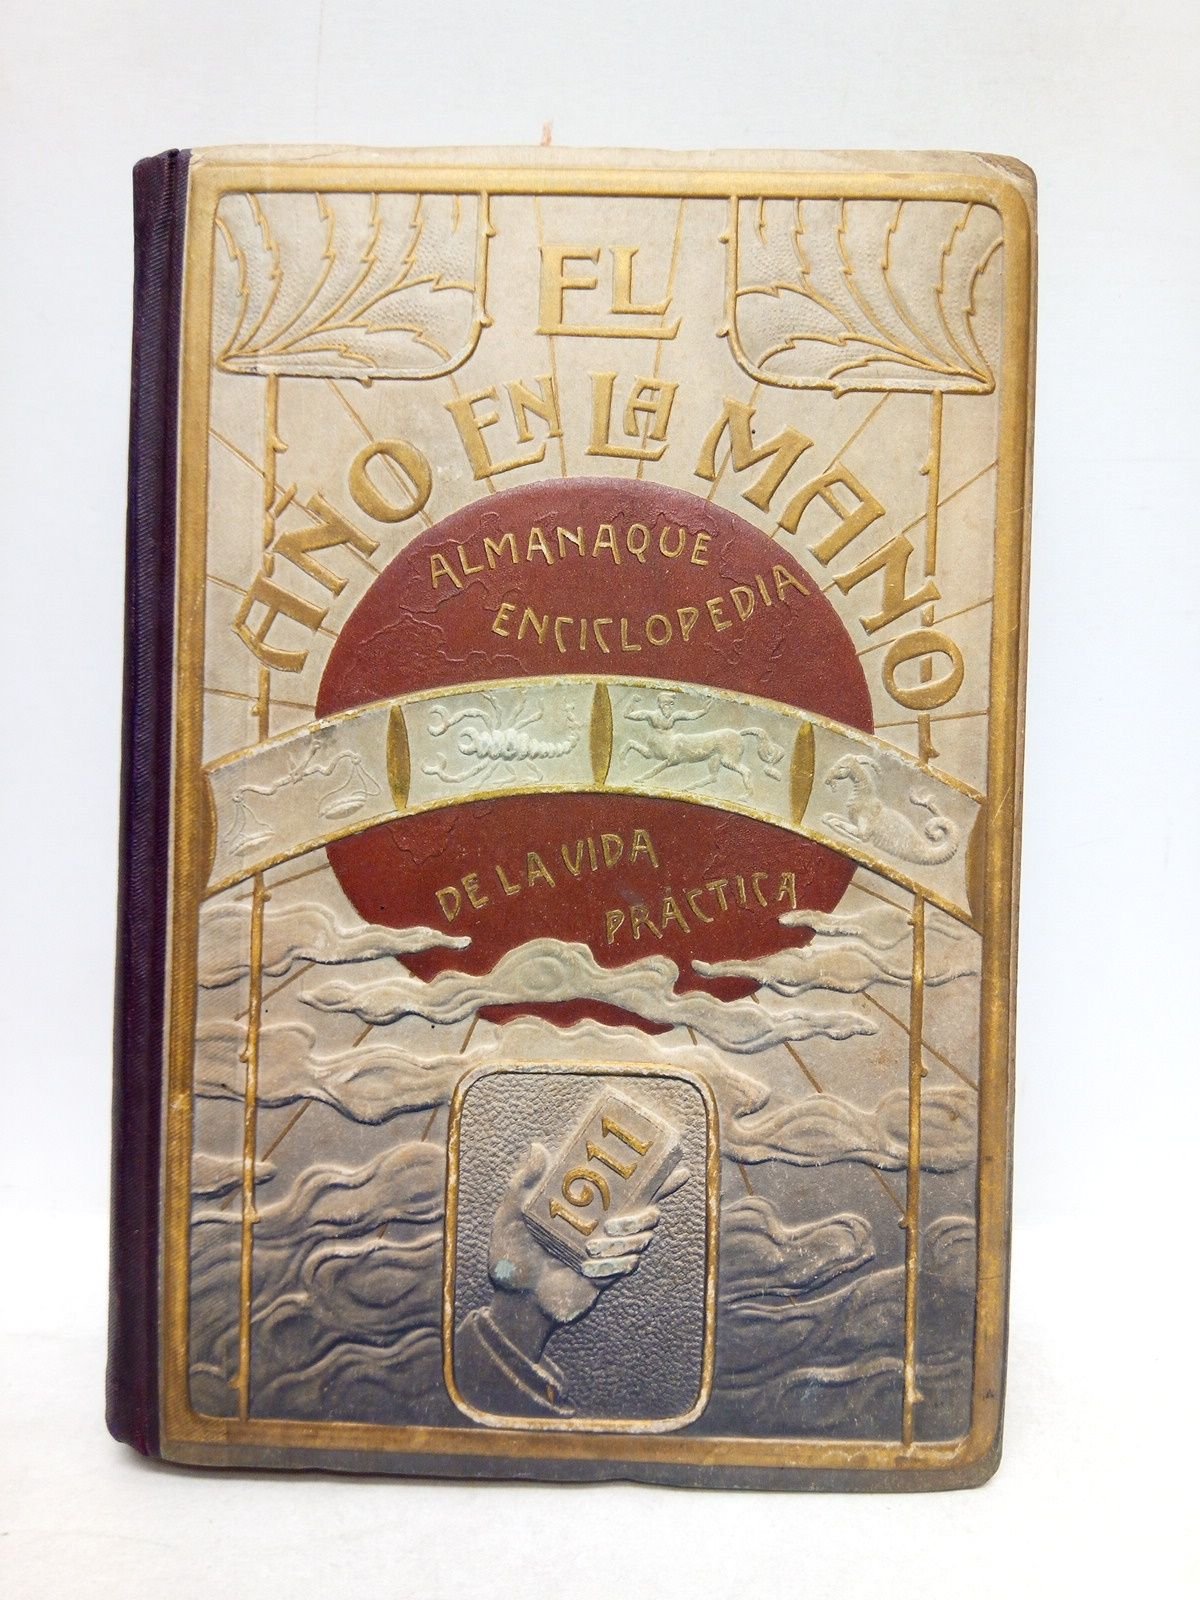 EL
AÑO EN LA MANO
ALMANAQUE
ENCICLOPEDIA
DE LA VIDA
PRÁCTICA
1911